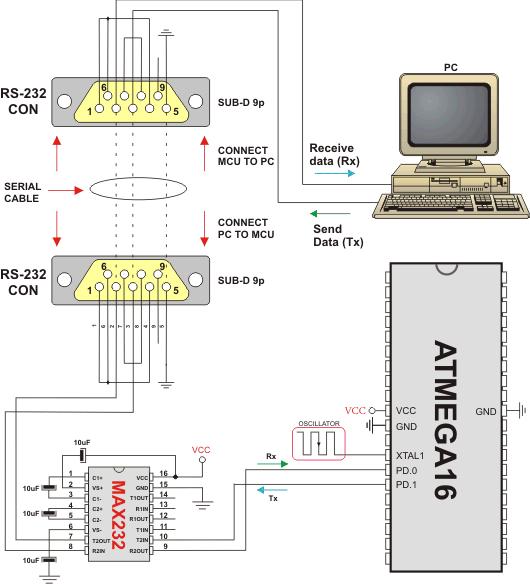 PC
RS-232
CON
6
9
1
5
SUB-D 9p
CONNECT
MCU TO PC
Receive
data (Rx)
SERIAL
CABLE
Send
Data (Tx)
CONNECT
PC TO MCU
RS-232
CON
6
9
1
5
SUB-D 9p
1
6
2
7
3
8
4
9
5
ATMEGA16
VCC
VCC
GND
GND
XTAL1
PD.0
PD.1
OSCILLATOR
Rx
Tx
VCC
10uF
10uF
10uF
10uF
MAX232
1 C1+ VCC 16
2 VS+ GND 15
3 C1- T1OUT 14
4 C2+ R1IN 13
5 C2- R1OUT 12
6 VS- T1IN 11
7 T2OUT T2IN 10
8 R2IN R2OUT 9